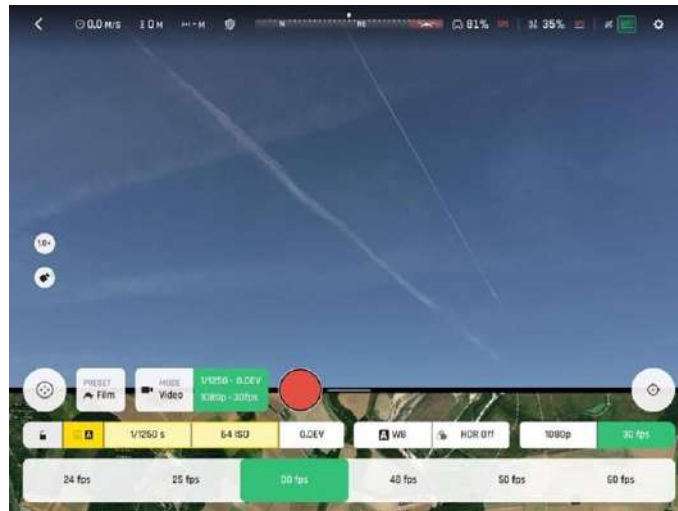 0.0 M/S 0 M - M N NE 81% 35%
1.0×
PRESET
Film
MODE
Video
1/1250 - 0.0EV
1080p - 30fps
A 1/1250 s 64 ISO 0.0EV A WB HDR Off 1080p 30 fps
24 fps 25 fps 30 fps 48 fps 50 fps 60 fps